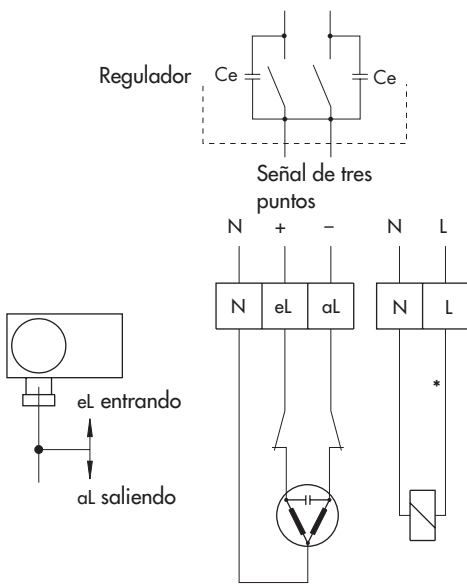 Regulador Ce Ce
Señal de tres
puntos
N + – N L
N eL aL N L
*
eL entrando
aL saliendo